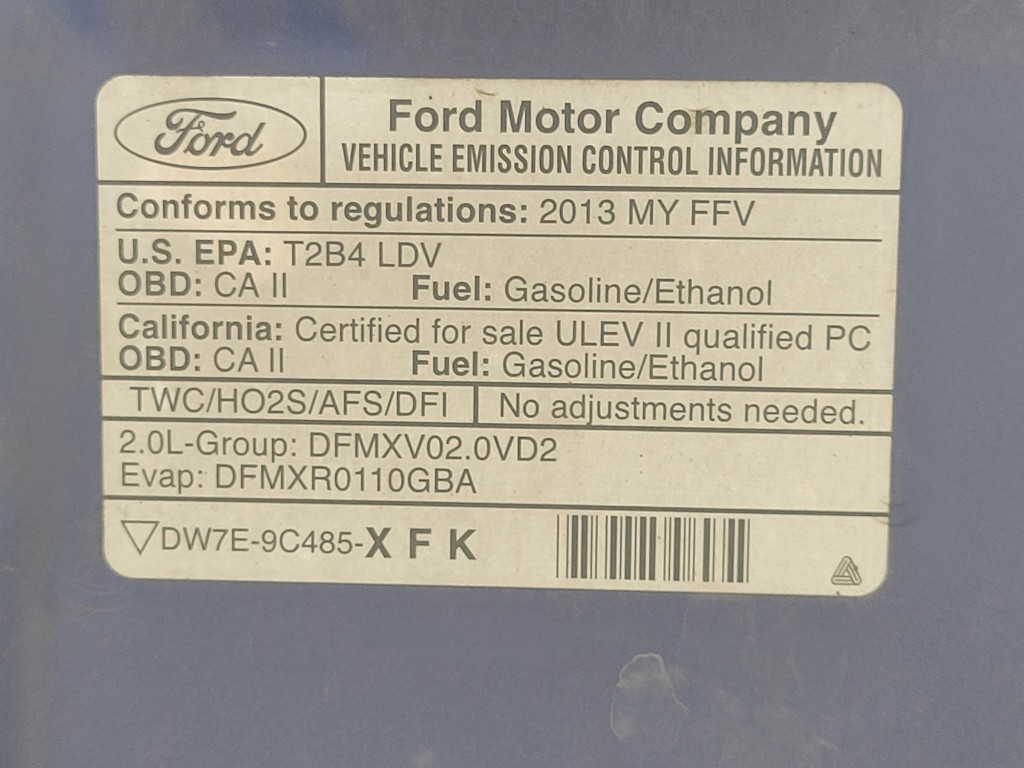 Ford
Ford Motor Company
VEHICLE EMISSION CONTROL INFORMATION
Conforms to regulations: 2013 MY FFV
U.S. EPA: T2B4 LDV
OBD: CA II Fuel: Gasoline/Ethanol
California: Certified for sale ULEV II qualified PC
OBD: CA II Fuel: Gasoline/Ethanol
TWC/HO2S/AFS/DFI No adjustments needed.
2.0L-Group: DFMXV02.0VD2
Evap: DFMXR0110GBA
DW7E-9C485-X F K